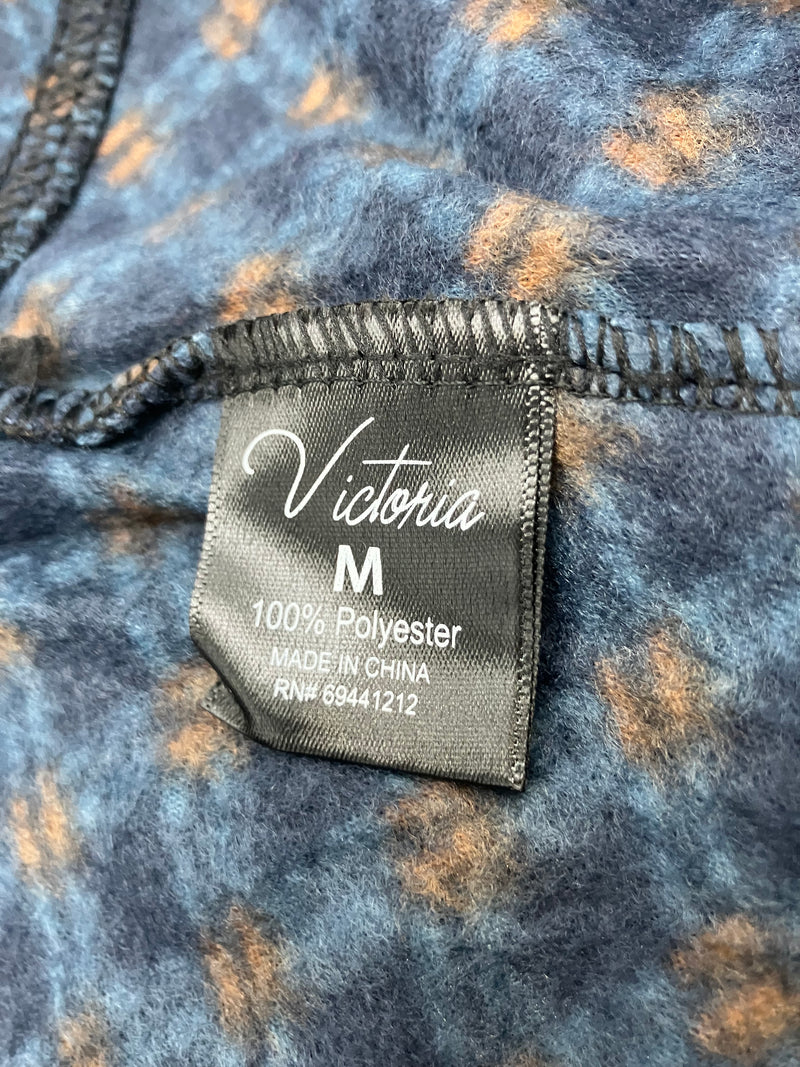 Victoria
M
100% Polyester
MADE IN CHINA
RN# 69441212